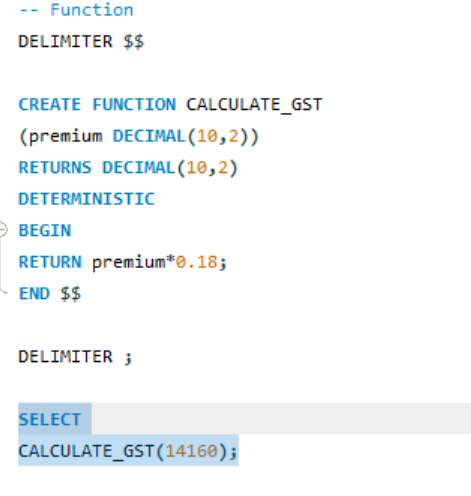 -- Function
DELIMITER $$
CREATE FUNCTION CALCULATE_GST
(premium DECIMAL(10,2))
RETURNS DECIMAL(10,2)
DETERMINISTIC
BEGIN
RETURN premium*0.18;
END $$
DELIMITER ;
SELECT
CALCULATE_GST(14160);